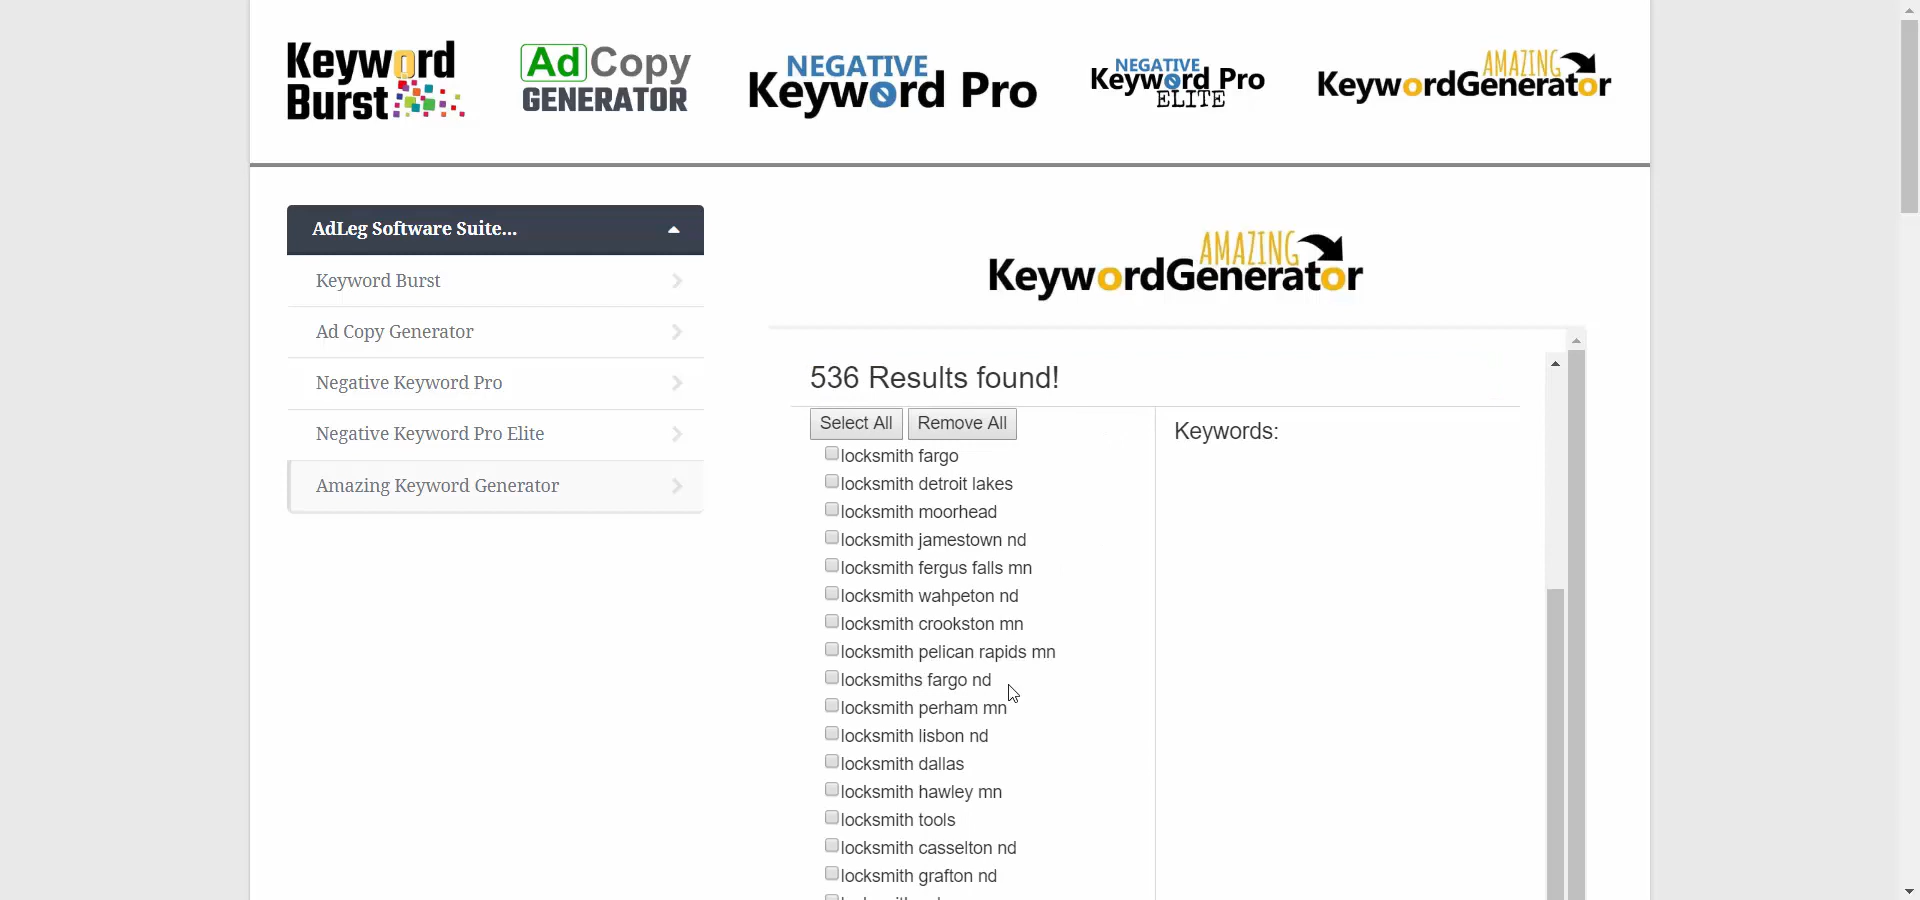 Keyword
Burst
Ad Copy
GENERATOR
NEGATIVE
Keyword Pro
NEGATIVE
Keyword Pro
ELITE
AMAZING
KeywordGenerator
AdLeg Software Suite...
Keyword Burst
Ad Copy Generator
Negative Keyword Pro
Negative Keyword Pro Elite
Amazing Keyword Generator
AMAZING
KeywordGenerator
536 Results found!
Select All Remove All
Keywords:
locksmith fargo
locksmith detroit lakes
locksmith moorhead
locksmith jamestown nd
locksmith fergus falls mn
locksmith wahpeton nd
locksmith crookston mn
locksmith pelican rapids mn
locksmiths fargo nd
locksmith perham mn
locksmith lisbon nd
locksmith dallas
locksmith hawley mn
locksmith tools
locksmith casselton nd
locksmith grafton nd